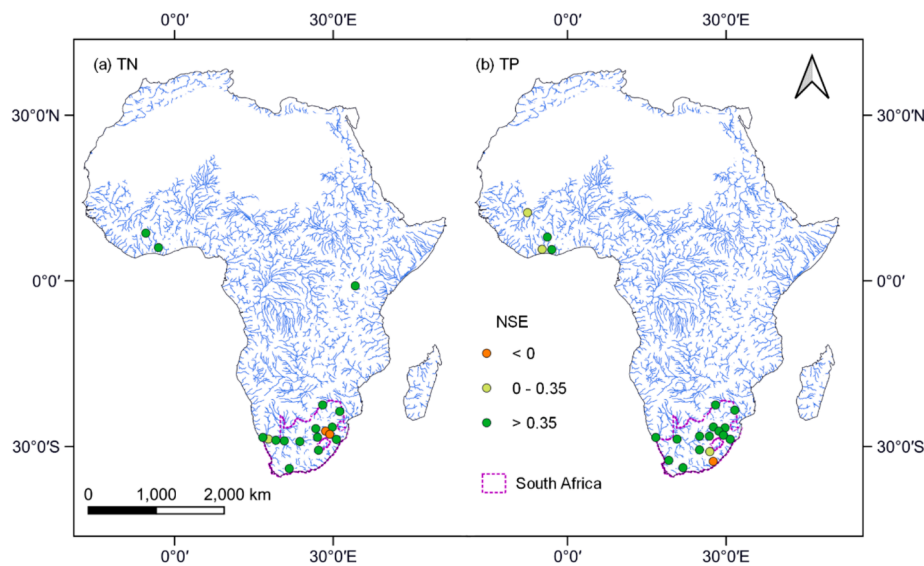 0°0′ 30°0′E 0°0′ 30°0′E
(a) TN (b) TP
30°0′N 30°0′N
0°0′ 0°0′
NSE
< 0
0 - 0.35
> 0.35
30°0′S 30°0′S
South Africa
0 1,000 2,000 km
0°0′ 30°0′E 0°0′ 30°0′E